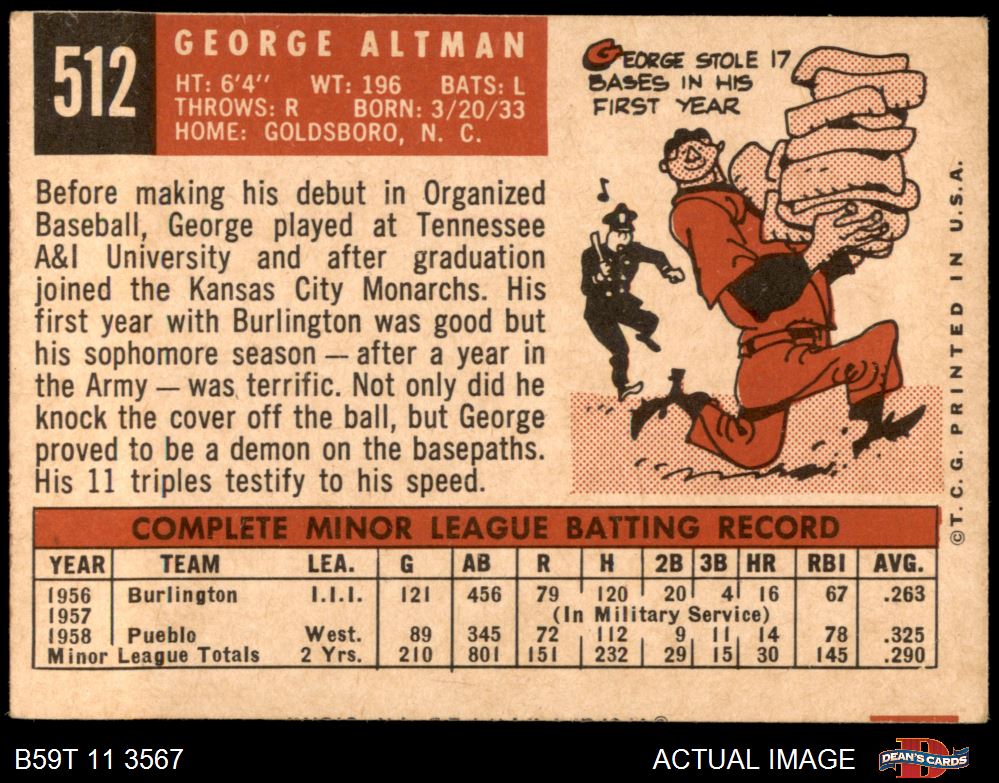 512
GEORGE ALTMAN
HT: 6'4" WT: 196 BATS: L
THROWS: R BORN: 3/20/33
HOME: GOLDSBORO, N. C.
GEORGE STOLE 17
BASES IN HIS
FIRST YEAR
Before making his debut in Organized
Baseball, George played at Tennessee
A&I University and after graduation
joined the Kansas City Monarchs. His
first year with Burlington was good but
his sophomore season — after a year in
the Army — was terrific. Not only did he
knock the cover off the ball, but George
proved to be a demon on the basepaths.
His 11 triples testify to his speed.
©T. C. G. PRINTED IN U.S.A.
COMPLETE MINOR LEAGUE BATTING RECORD
YEAR TEAM LEA. G AB R H 2B 3B HR RBI AVG.
1956 Burlington I.I.I. 121 456 79 120 20 4 16 67 .263
1957 (In Military Service)
1958 Pueblo West. 89 345 72 112 9 11 14 78 .325
Minor League Totals 2 Yrs. 210 801 151 232 29 15 30 145 .290
B59T 11 3567
ACTUAL IMAGE
DEAN'S CARDS